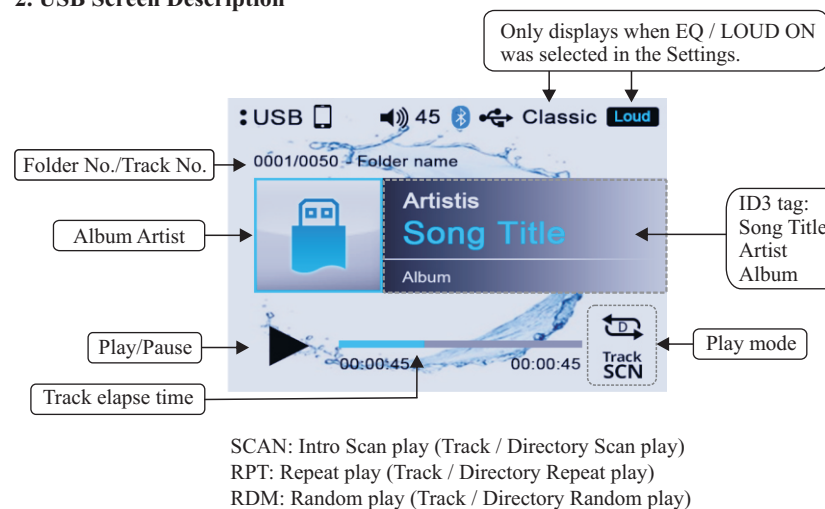 2. USB Screen Description
Only displays when EQ / LOUD ON
was selected in the Settings.
:USB 45 Classic Loud
Folder No./Track No.
0001/0050 - Folder name
Album Artist
Artistis
Song Title
Album
ID3 tag:
Song Title
Artist
Album
Play/Pause
00:00:45 00:00:45
D
Track
SCN
Play mode
Track elapse time
SCAN: Intro Scan play (Track / Directory Scan play)
RPT: Repeat play (Track / Directory Repeat play)
RDM: Random play (Track / Directory Random play)